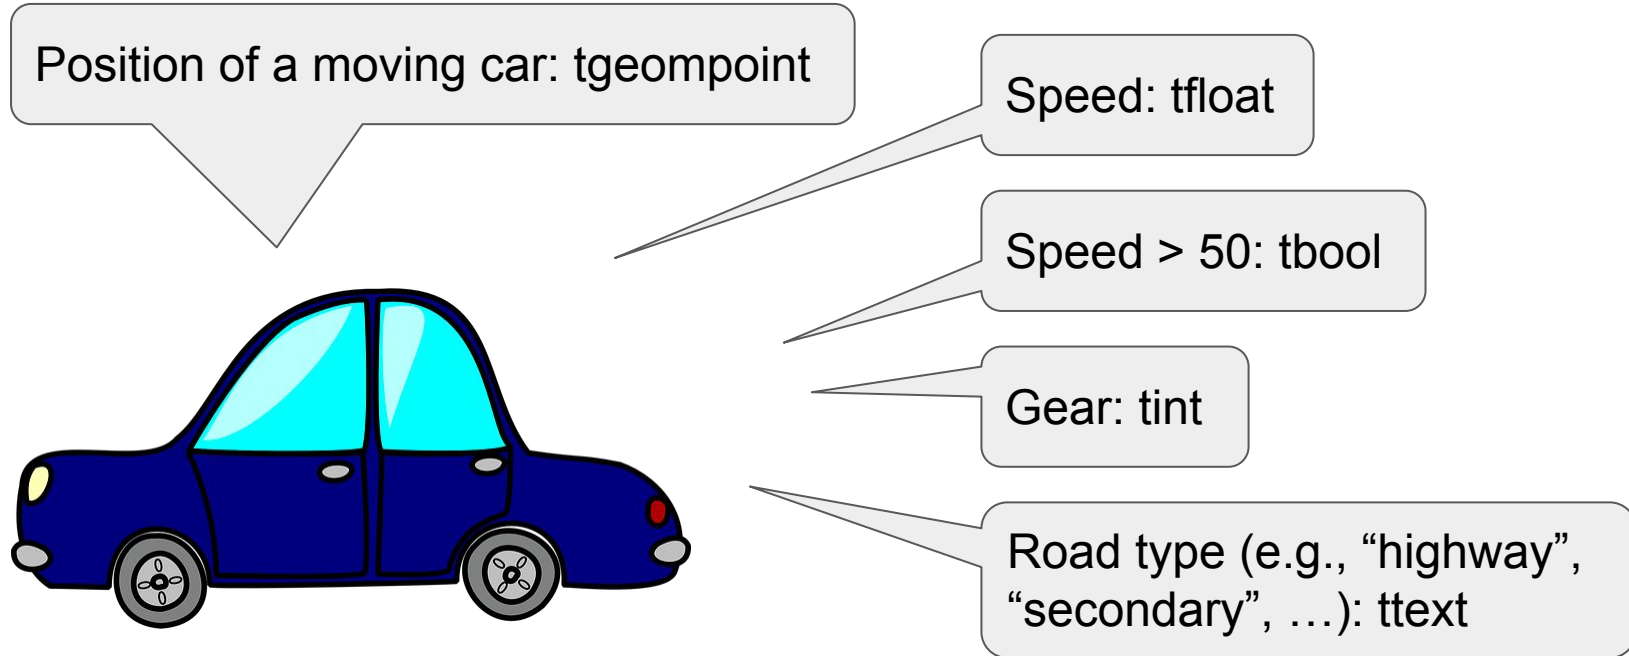 Position of a moving car: tgeompoint
Speed: tfloat
Speed > 50: tbool
Gear: tint
Road type (e.g., “highway”,
“secondary”, …): ttext